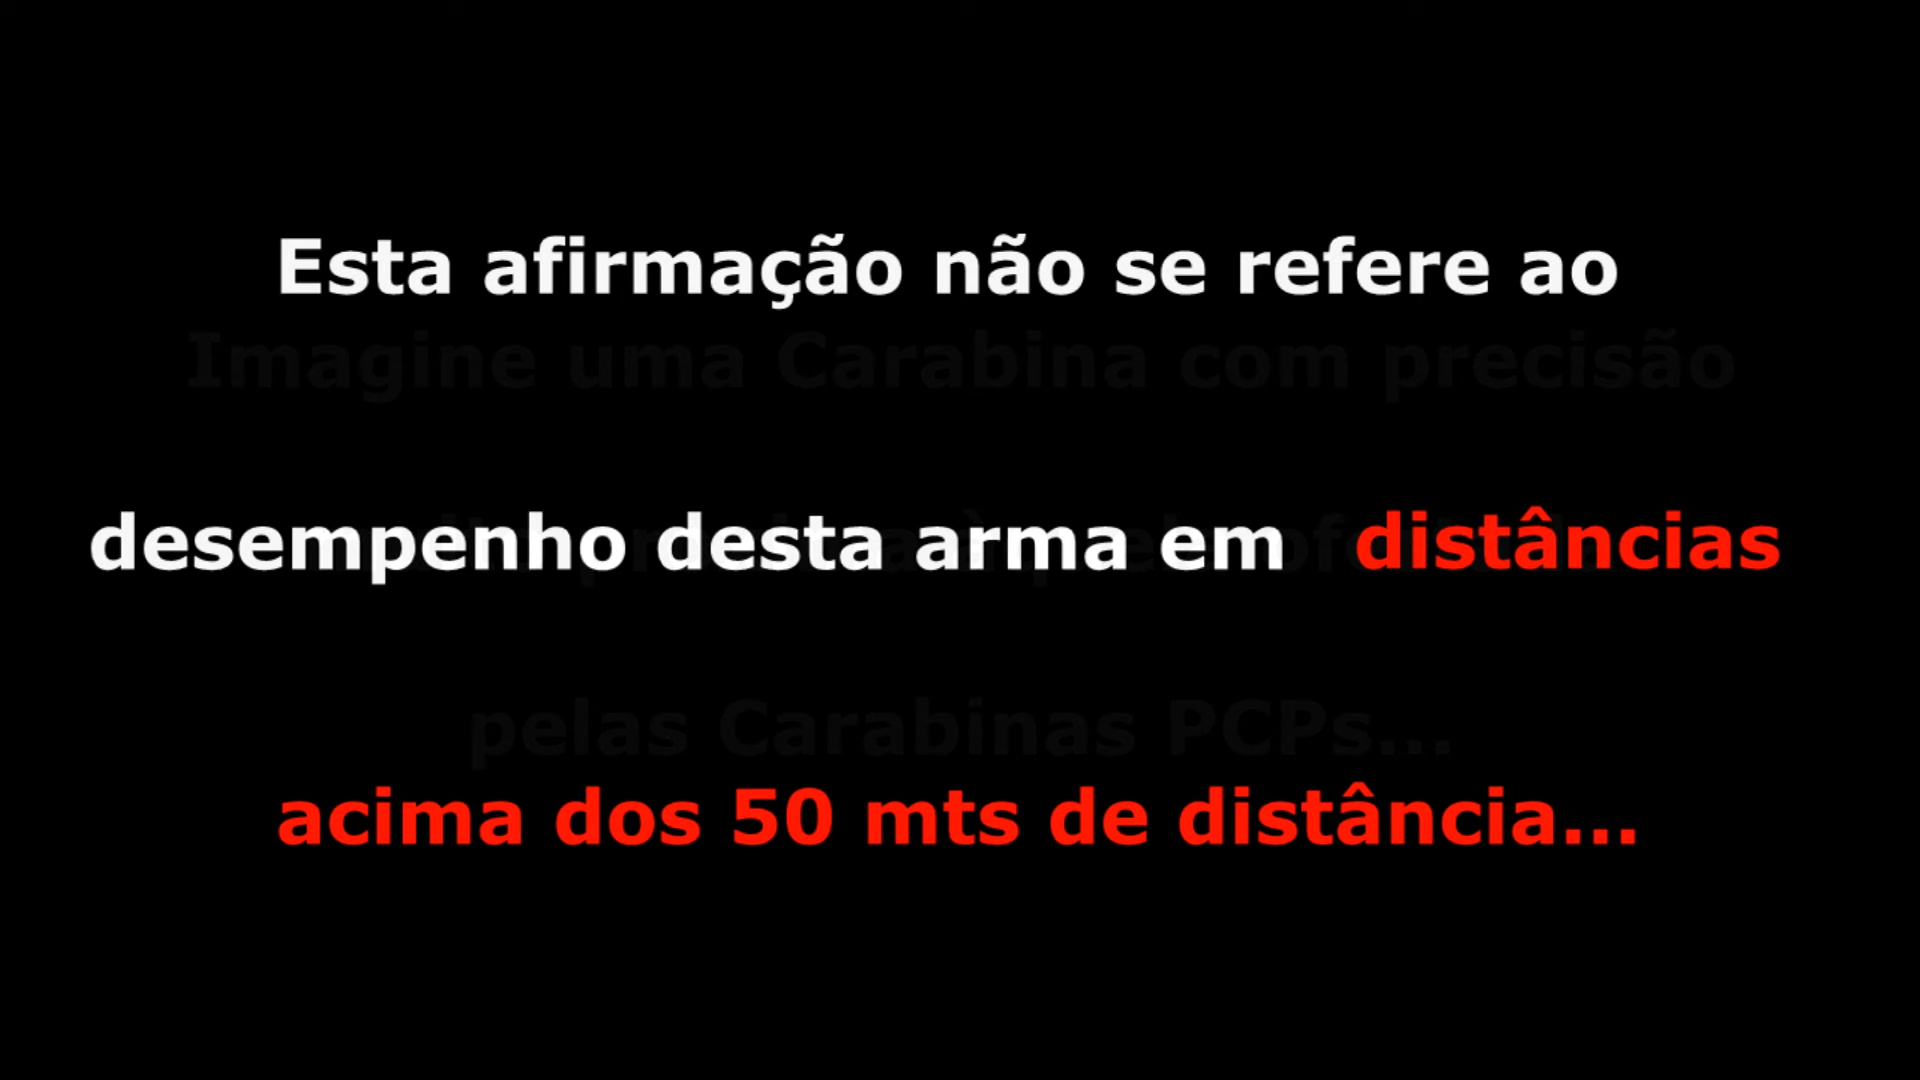 Esta afirmação não se refere ao
Imagine uma Carabina com precisão
desempenho desta arma em distâncias
pelas Carabinas PCPs...
acima dos 50 mts de distância...